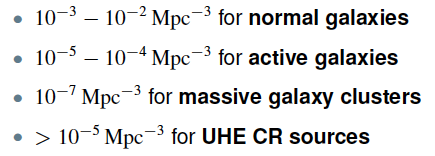 • 10⁻³ – 10⁻² Mpc⁻³ for normal galaxies
• 10⁻⁵ – 10⁻⁴ Mpc⁻³ for active galaxies
• 10⁻⁷ Mpc⁻³ for massive galaxy clusters
• > 10⁻⁵ Mpc⁻³ for UHE CR sources